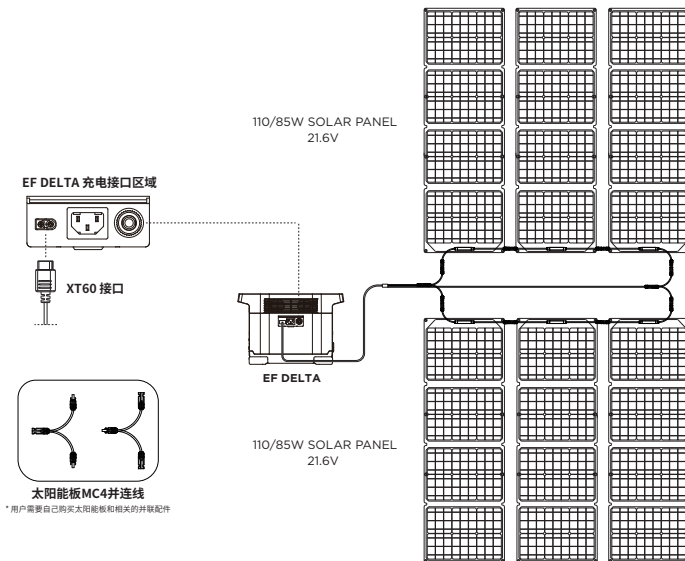 110/85W SOLAR PANEL
21.6V
EF DELTA 充电接口区域
XT60 接口
EF DELTA
110/85W SOLAR PANEL
21.6V
太阳能板MC4并连线
* 用户需要自己购买太阳能板和相关的并联配件